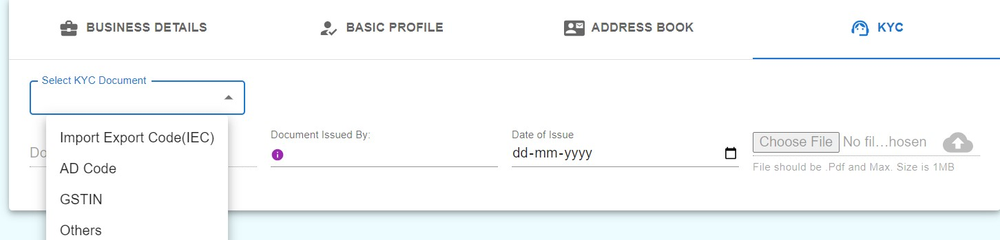 BUSINESS DETAILS
BASIC PROFILE
ADDRESS BOOK
KYC
Select KYC Document
Import Export Code(IEC)
AD Code
GSTIN
Others
Do
Document Issued By:
Date of Issue
dd-mm-yyyy
Choose File No fil...hosen
File should be .Pdf and Max. Size is 1MB